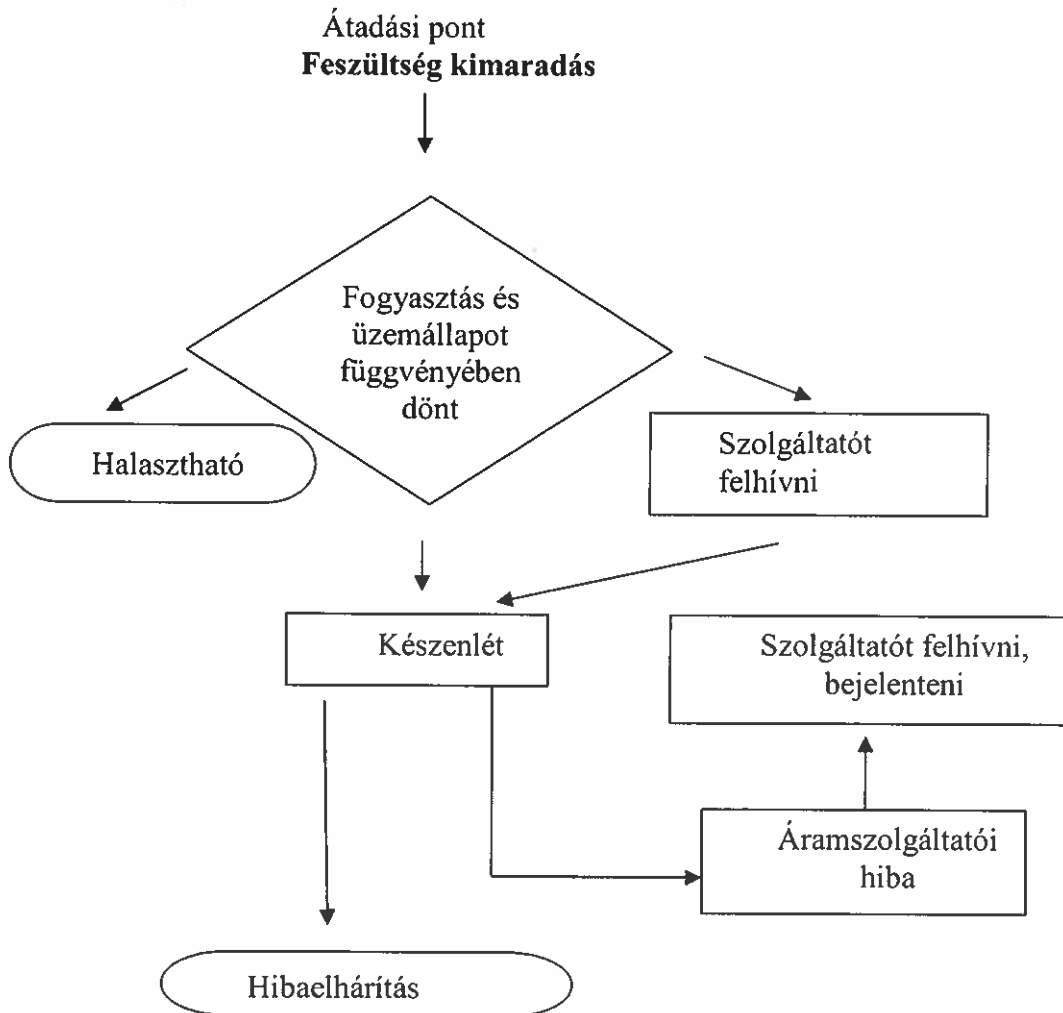 Átadási pont
Feszültség kimaradás
Fogyasztás és
üzemállapot
függvényében
dönt
Halasztható
Szolgáltatót
felhívni
Készenlét
Szolgáltatót felhívni,
bejelenteni
Áramszolgáltatói
hiba
Hibaelhárítás